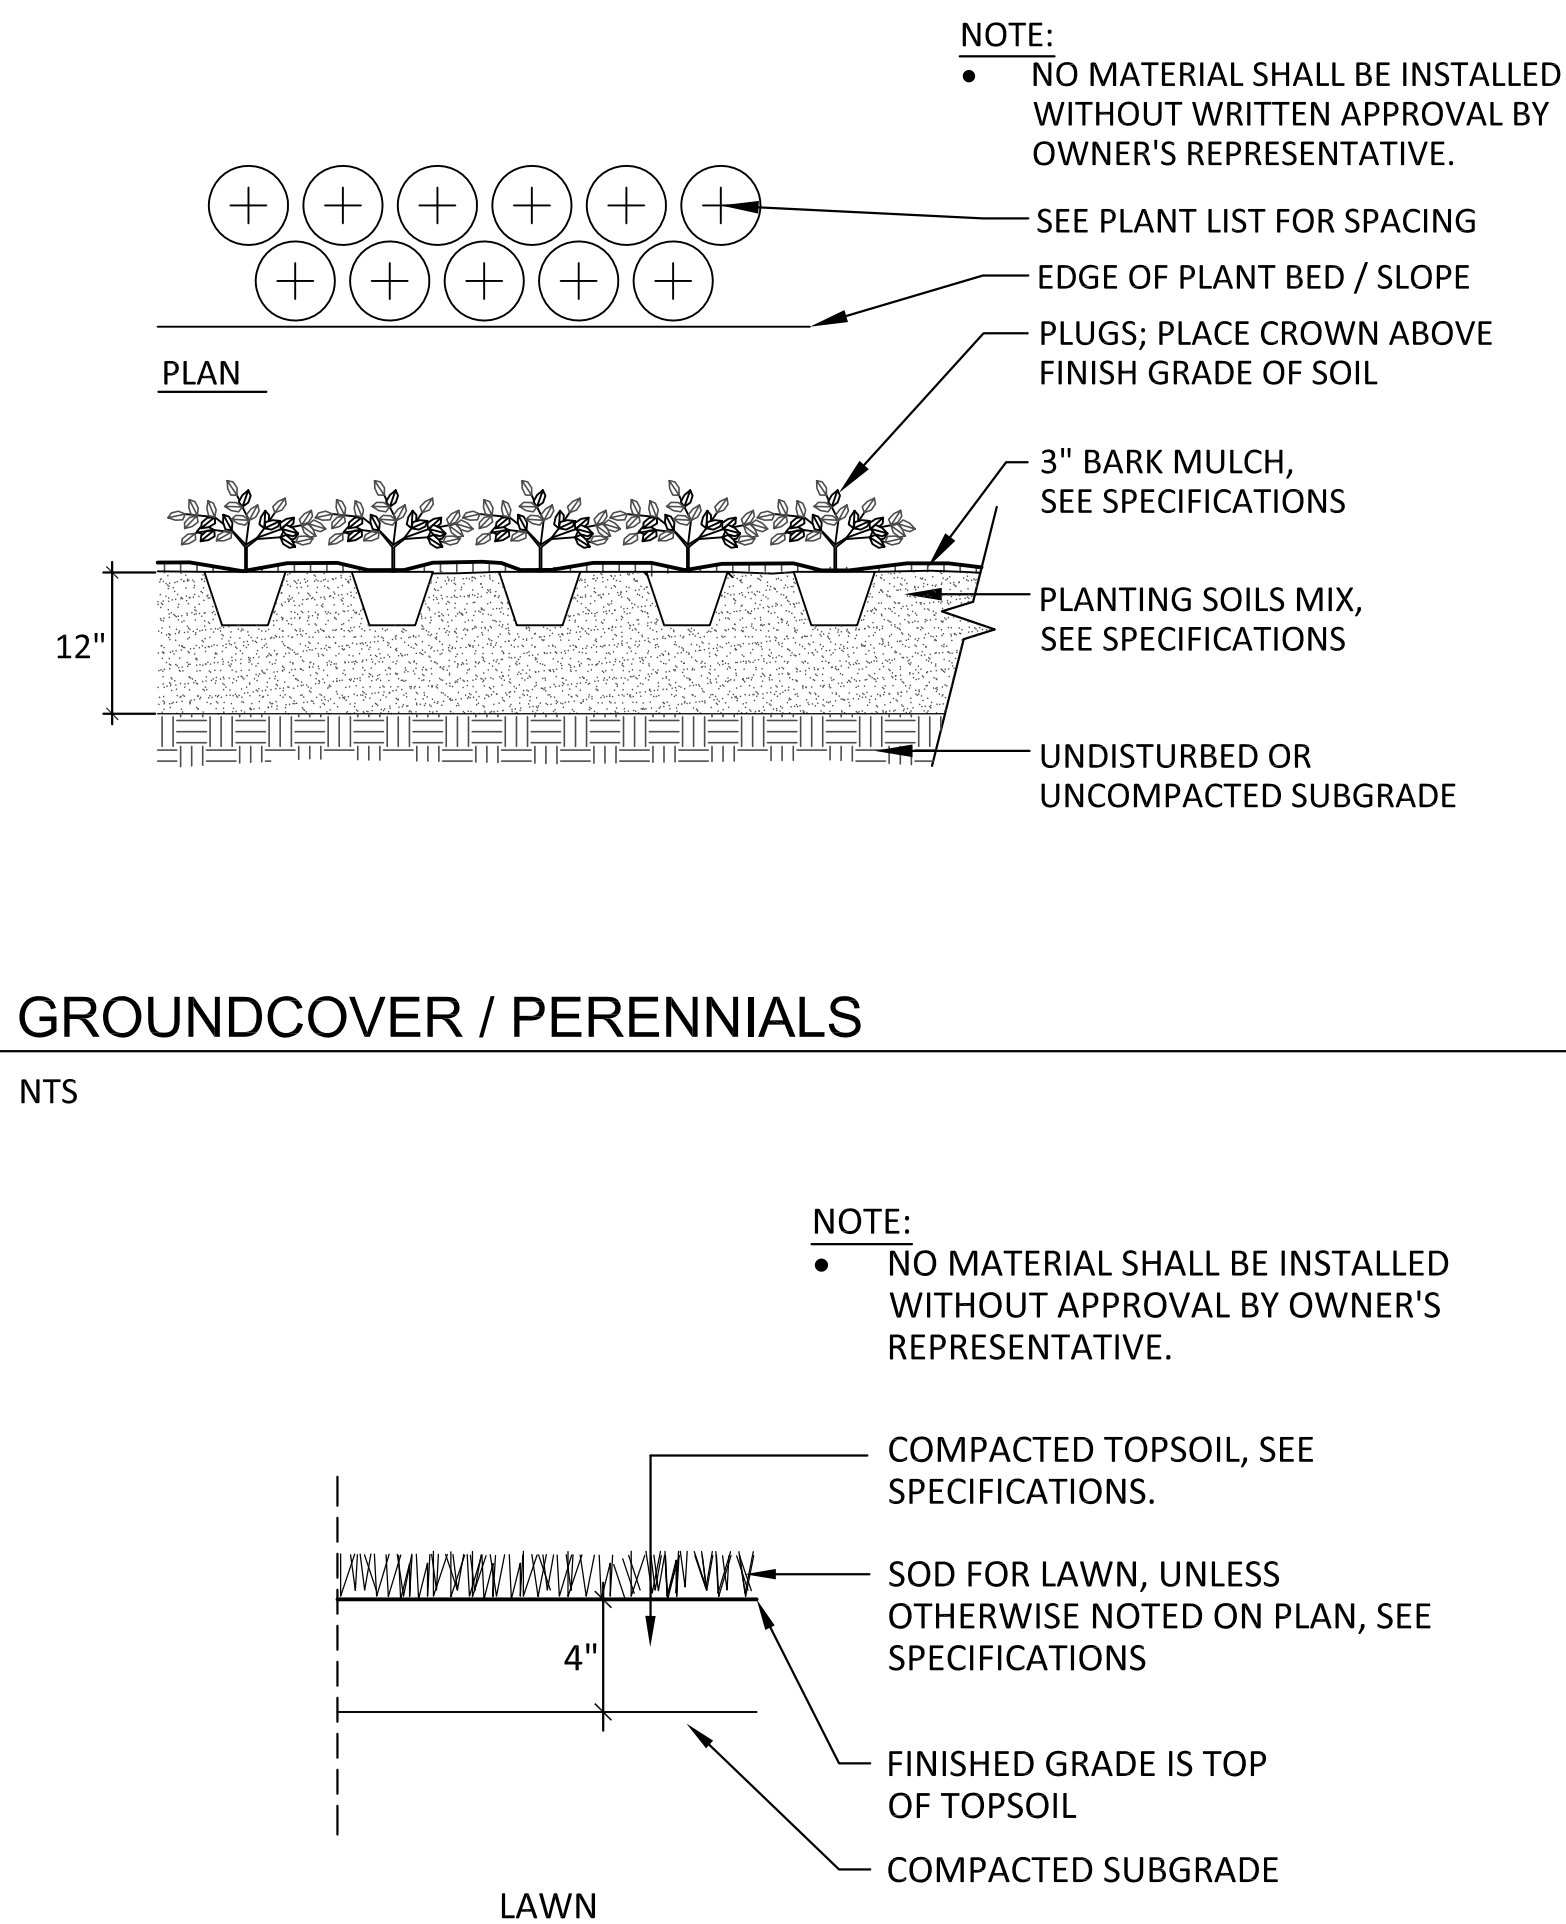 NOTE:
● NO MATERIAL SHALL BE INSTALLED
WITHOUT WRITTEN APPROVAL BY
OWNER'S REPRESENTATIVE.
SEE PLANT LIST FOR SPACING
EDGE OF PLANT BED / SLOPE
PLUGS; PLACE CROWN ABOVE
FINISH GRADE OF SOIL
PLAN
3" BARK MULCH,
SEE SPECIFICATIONS
PLANTING SOILS MIX,
SEE SPECIFICATIONS
12"
UNDISTURBED OR
UNCOMPACTED SUBGRADE
GROUNDCOVER / PERENNIALS
NTS
NOTE:
● NO MATERIAL SHALL BE INSTALLED
WITHOUT APPROVAL BY OWNER'S
REPRESENTATIVE.
COMPACTED TOPSOIL, SEE
SPECIFICATIONS.
SOD FOR LAWN, UNLESS
OTHERWISE NOTED ON PLAN, SEE
SPECIFICATIONS
4"
FINISHED GRADE IS TOP
OF TOPSOIL
COMPACTED SUBGRADE
LAWN